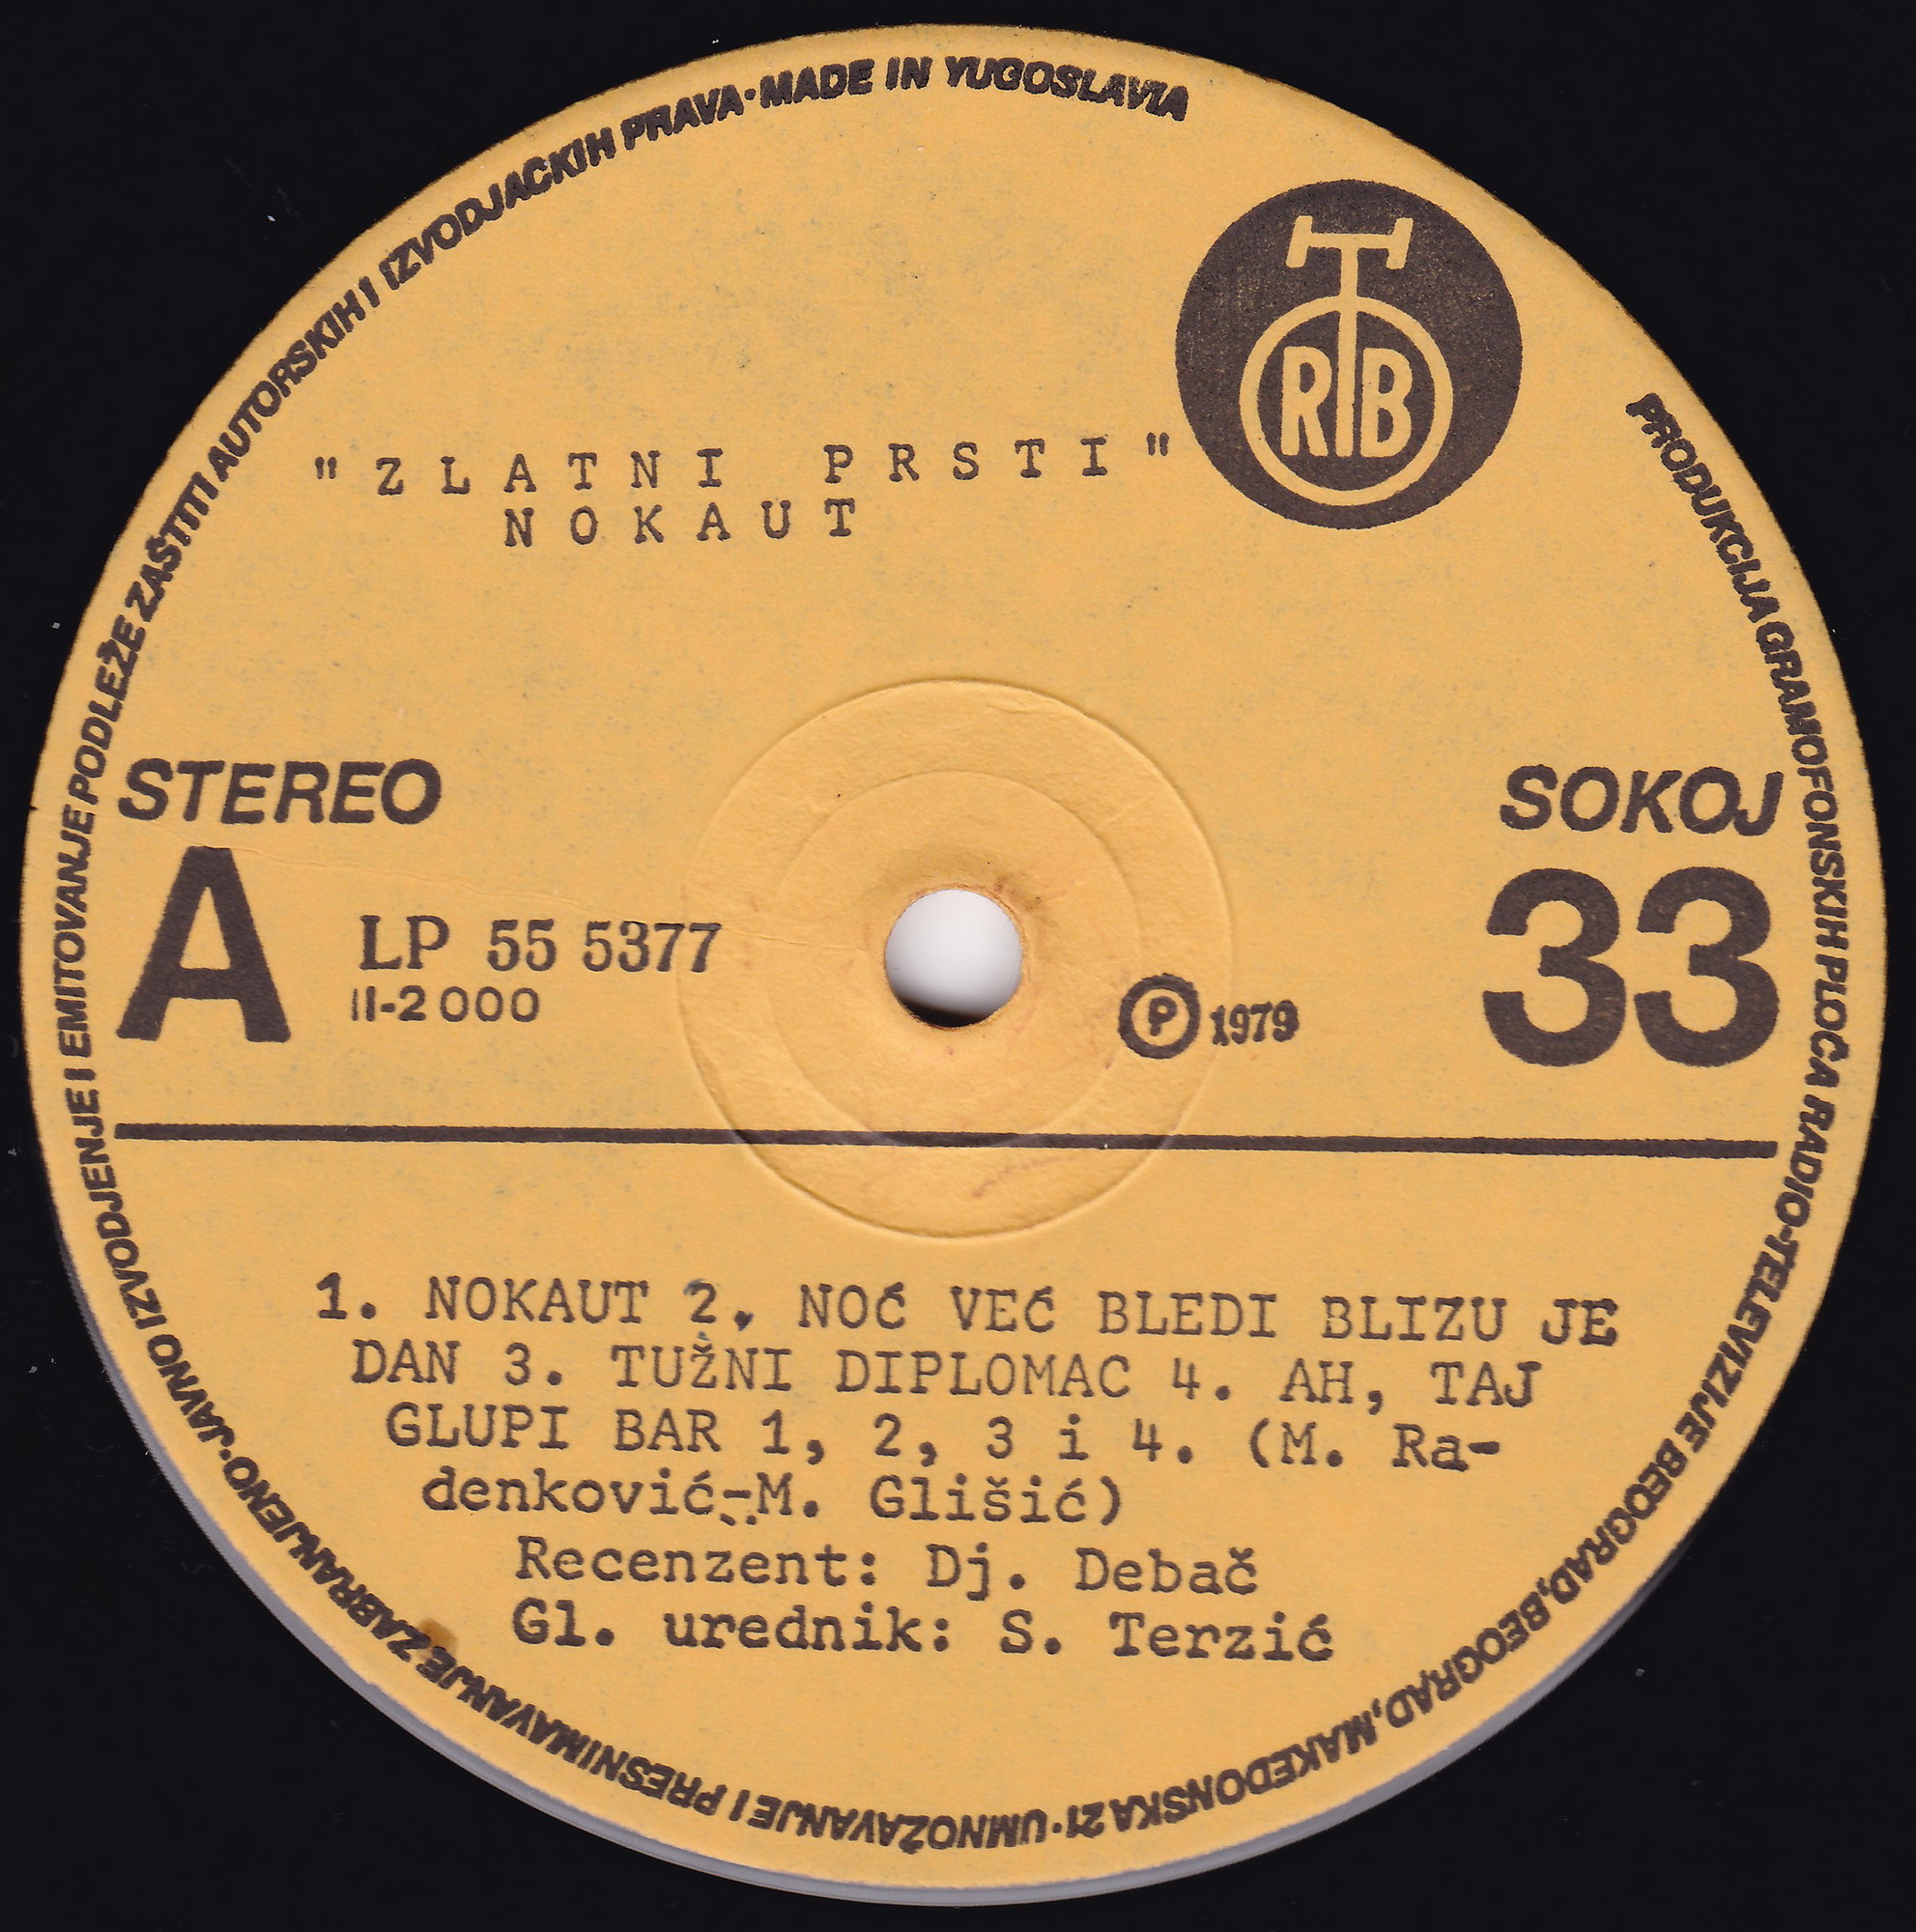 PRODUKCIJA GRAMOFONSKIH PLOČA RADIO-TELEVIZIJE BEOGRAD, BEOGRAD, MAKEDONSKA 21 · UMNOŽAVANJE I PRESNIMAVANJE ZABRANJENO · JAVNO IZVODJENJE I EMITOVANJE PODLEŽE ZAŠTITI AUTORSKIH I IZVODJAČKIH PRAVA · MADE IN YUGOSLAVIA
RTB
"ZLATNI PRSTI"
NOKAUT
STEREO
SOKOJ
A
33
LP 55 5377
II-2000
℗ 1979
1. NOKAUT 2. NOĆ VEĆ BLEDI BLIZU JE
DAN 3. TUŽNI DIPLOMAC 4. AH, TAJ
GLUPI BAR 1, 2, 3 i 4. (M. Ra-
denković-M. Glišić)
Recenzent: Dj. Debač
Gl. urednik: S. Terzić